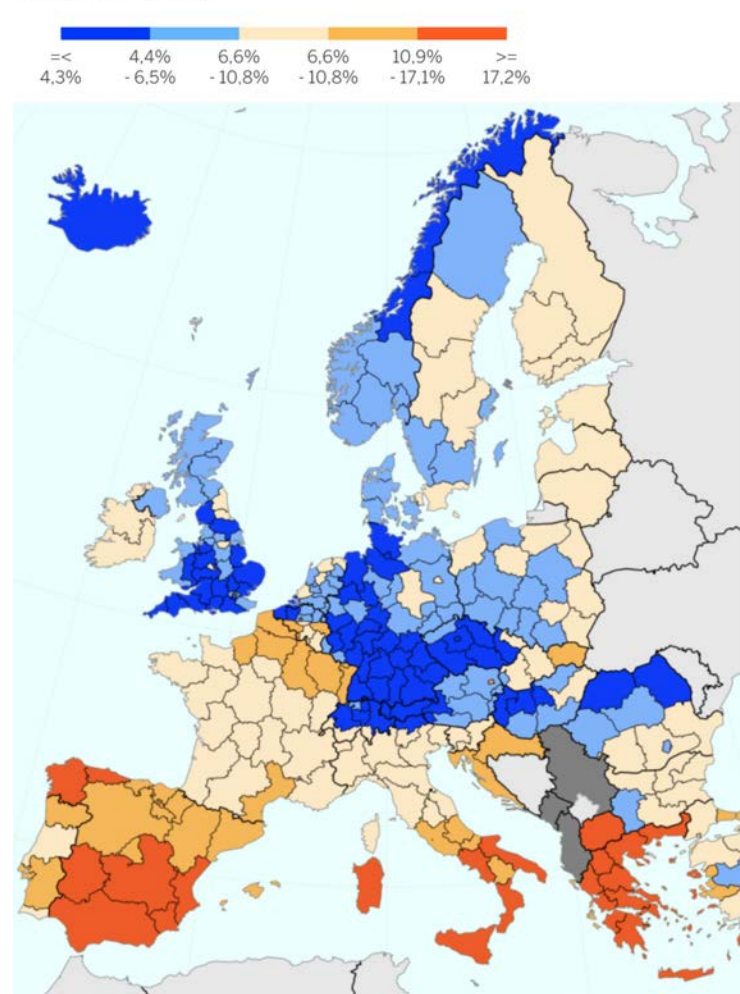 =< 4,4% 6,6% 6,6% 10,9% >=
4,3% - 6,5% - 10,8% - 10,8% - 17,1% 17,2%